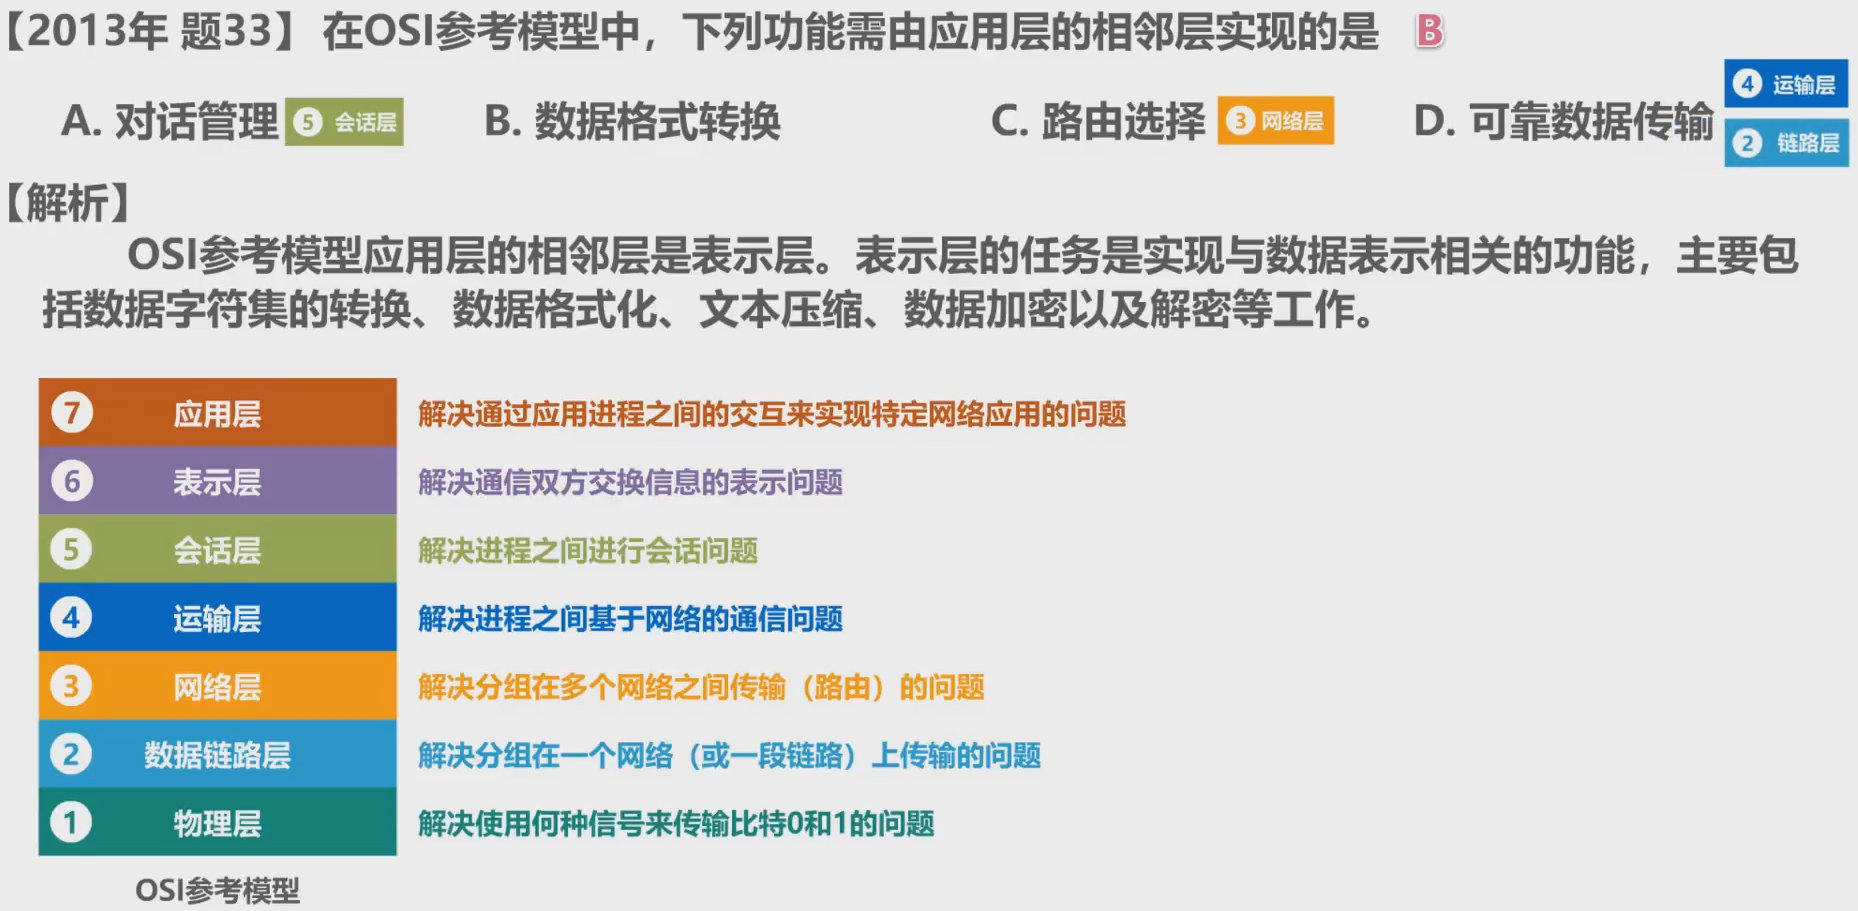 【2013年 题33】 在OSI参考模型中，下列功能需由应用层的相邻层实现的是 B
A. 对话管理 ⑤ 会话层 B. 数据格式转换 C. 路由选择 ③ 网络层 D. 可靠数据传输 ④ 运输层
② 链路层
【解析】
OSI参考模型应用层的相邻层是表示层。表示层的任务是实现与数据表示相关的功能，主要包
括数据字符集的转换、数据格式化、文本压缩、数据加密以及解密等工作。
⑦ 应用层 解决通过应用进程之间的交互来实现特定网络应用的问题
⑥ 表示层 解决通信双方交换信息的表示问题
⑤ 会话层 解决进程之间进行会话问题
④ 运输层 解决进程之间基于网络的通信问题
③ 网络层 解决分组在多个网络之间传输（路由）的问题
② 数据链路层 解决分组在一个网络（或一段链路）上传输的问题
① 物理层 解决使用何种信号来传输比特0和1的问题
OSI参考模型